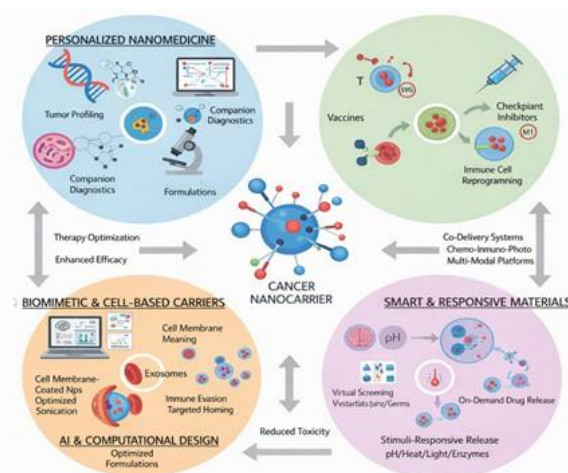 PERSONALIZED NANOMEDICINE
Tumor Profiling
Companion
Diagnostics
Companion
Diagnostics
Formulations
T
Vaccines
Checkpiant
Inhibitors
M1
Immune Cell
Reprogramming
Therapy Optimization
Enhanced Efficacy
CANCER
NANOCARRIER
Co-Delivery Systems
Chemo-Inmuno-Photo
Multi-Modal Platforms
BIOMIMETIC & CELL-BASED CARRIERS
Cell Membrane
Meaning
Exosomes
Cell Membrane-
Coated Nps
Optimized
Sonication
Immune Evasion
Targeted Homing
AI & COMPUTATIONAL DESIGN
Optimized
Formulations
Reduced Toxicity
SMART & RESPONSIVE MATERIALS
pH
Virtual Screening
On-Demand Drug Release
Stimuli-Responsive Release
pH/Heat/Light/Enzymes